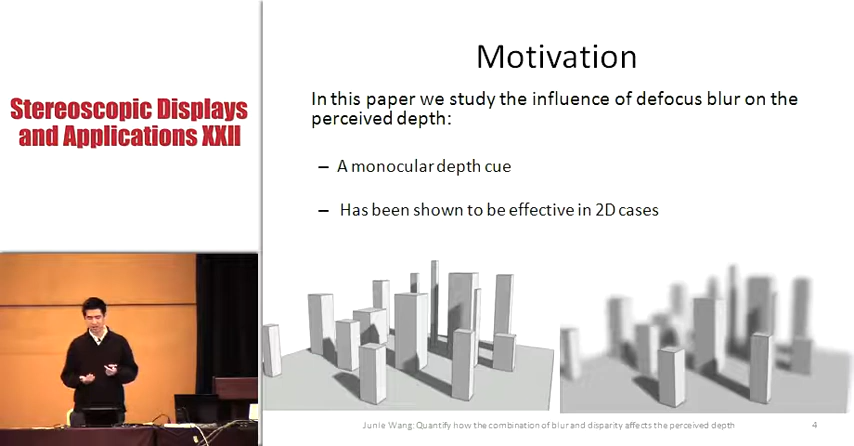 Stereoscopic Displays
and Applications XXII
Motivation
In this paper we study the influence of defocus blur on the
perceived depth:
– A monocular depth cue
– Has been shown to be effective in 2D cases
Junle Wang: Quantify how the combination of blur and disparity affects the perceived depth
4